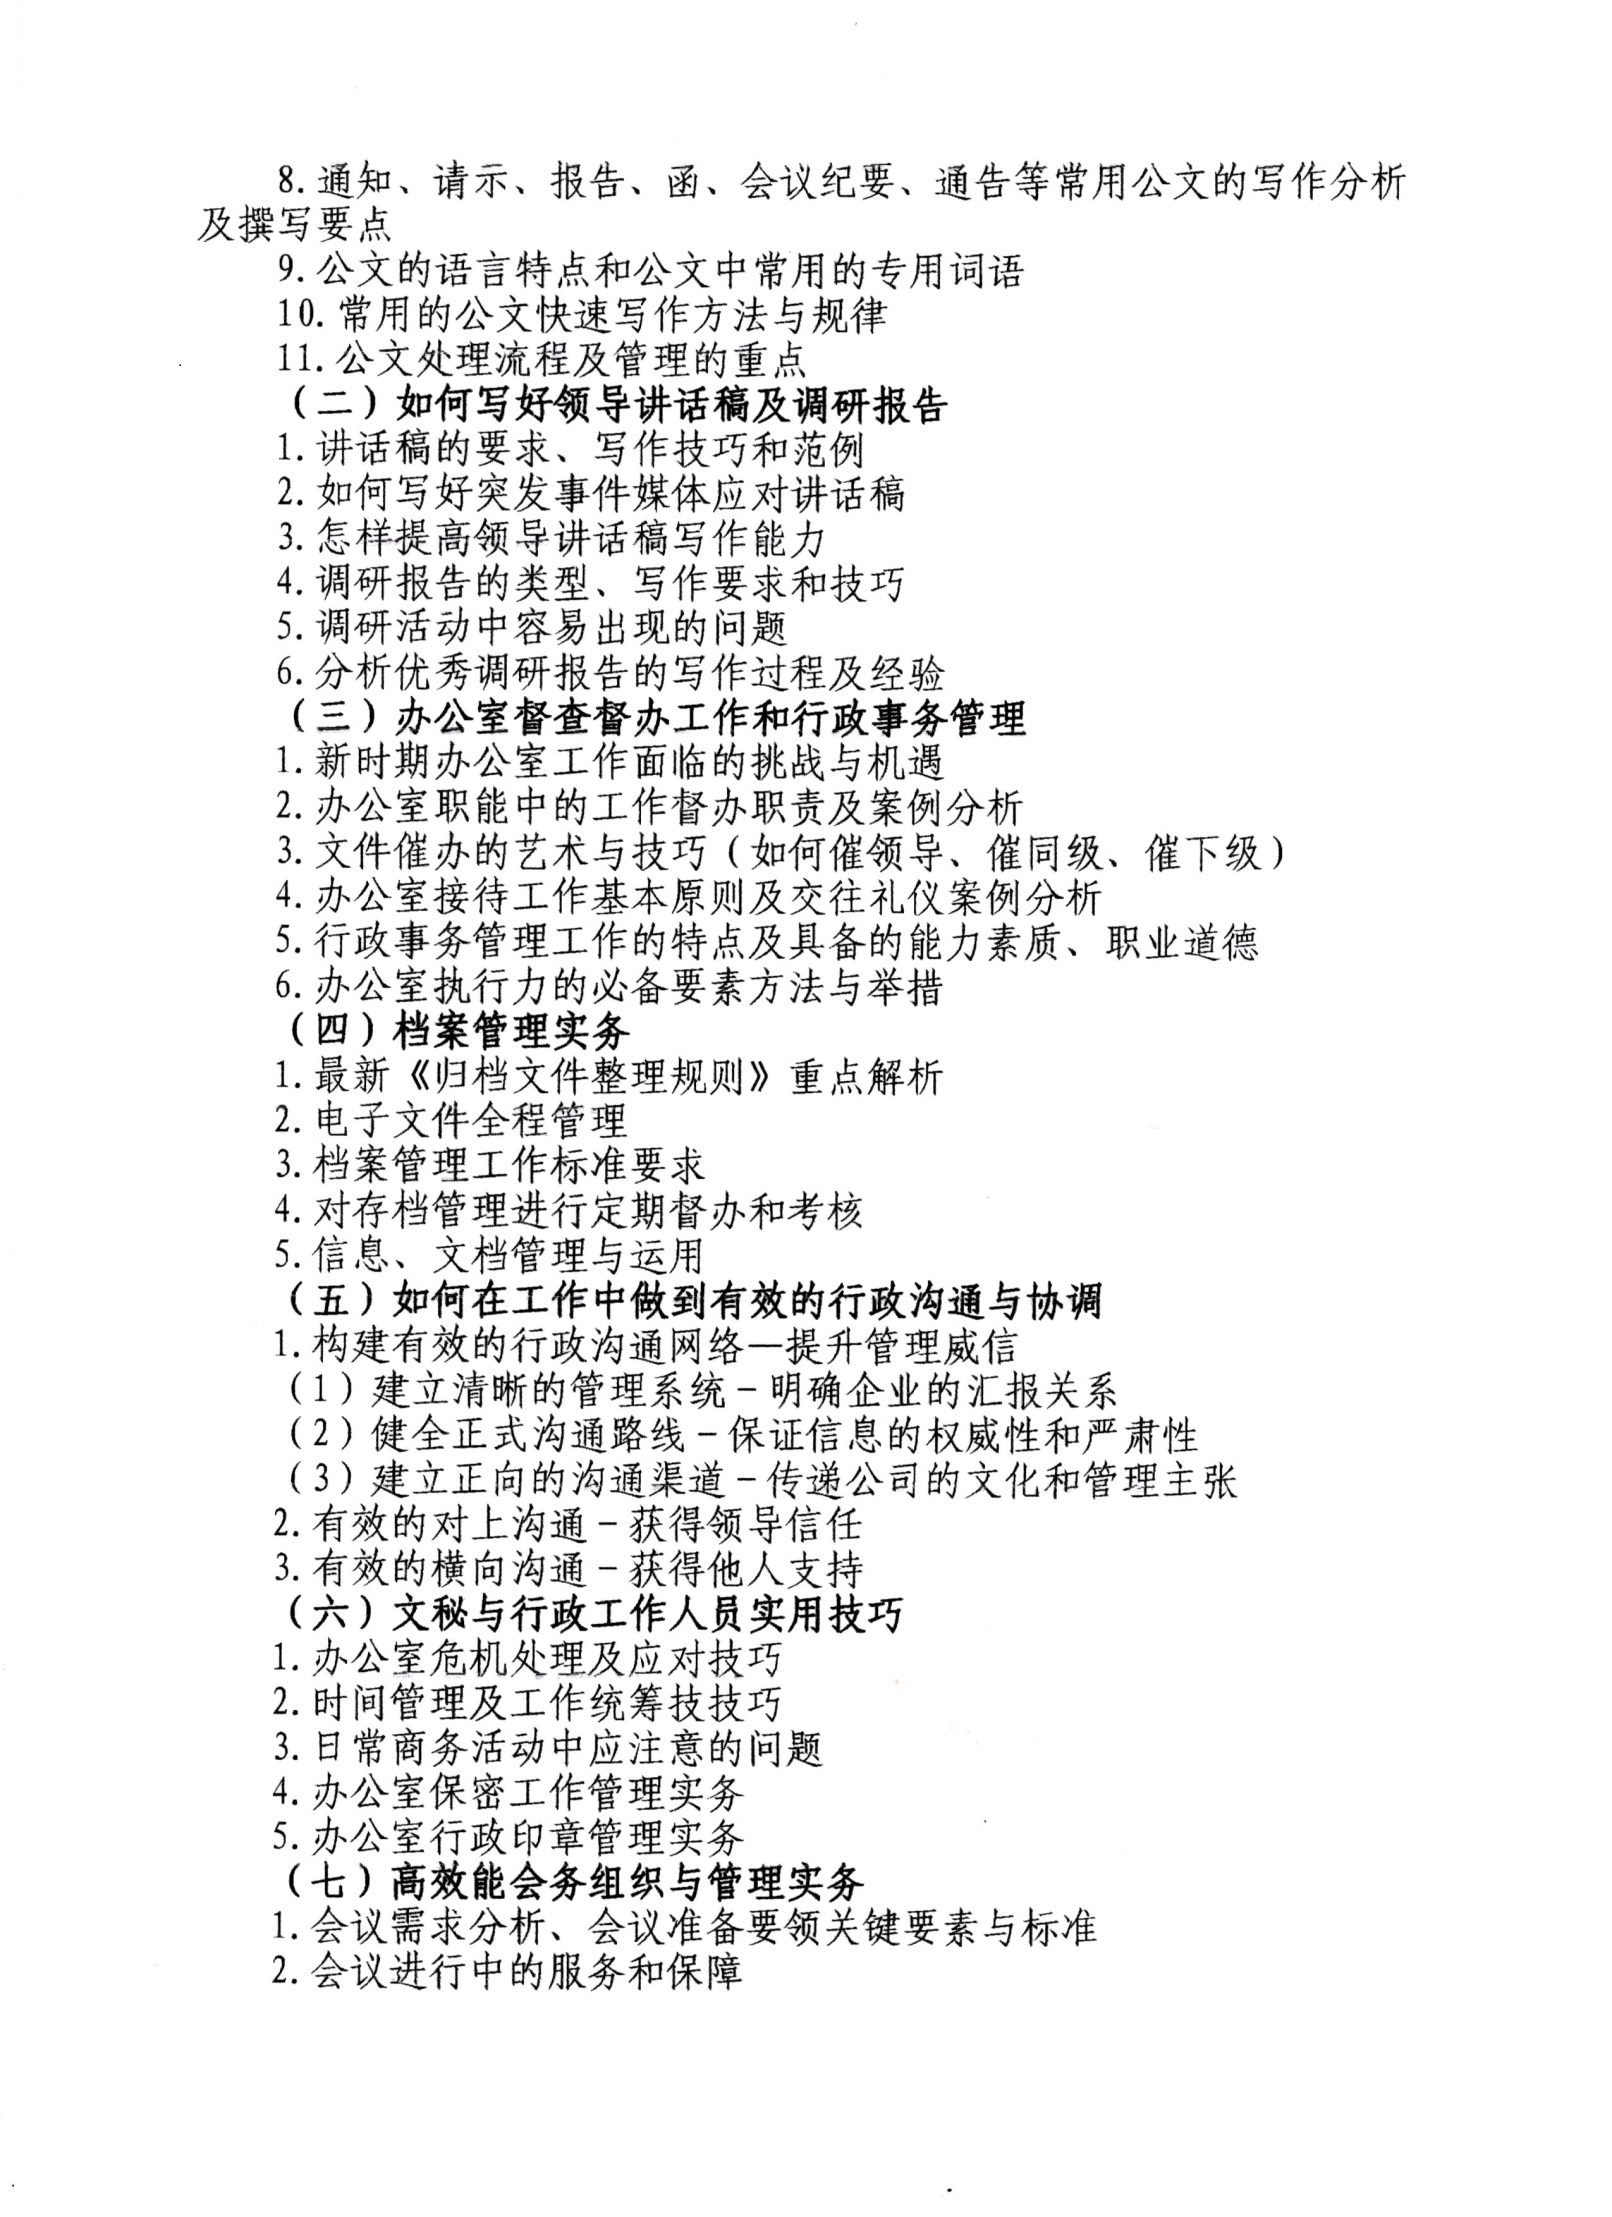 8. 通知、请示、报告、函、会议纪要、通告等常用公文的写作分析
及撰写要点
9. 公文的语言特点和公文中常用的专用词语
10. 常用的公文快速写作方法与规律
11. 公文处理流程及管理的重点
（二）如何写好领导讲话稿及调研报告
1. 讲话稿的要求、写作技巧和范例
2. 如何写好突发事件媒体应对讲话稿
3. 怎样提高领导讲话稿写作能力
4. 调研报告的类型、写作要求和技巧
5. 调研活动中容易出现的问题
6. 分析优秀调研报告的写作过程及经验
（三）办公室督查督办工作和行政事务管理
1. 新时期办公室工作面临的挑战与机遇
2. 办公室职能中的工作督办职责及案例分析
3. 文件催办的艺术与技巧（如何催领导、催同级、催下级）
4. 办公室接待工作基本原则及交往礼仪案例分析
5. 行政事务管理工作的特点及具备的能力素质、职业道德
6. 办公室执行力的必备要素方法与举措
（四）档案管理实务
1. 最新《归档文件整理规则》重点解析
2. 电子文件全程管理
3. 档案管理工作标准要求
4. 对存档管理进行定期督办和考核
5. 信息、文档管理与运用
（五）如何在工作中做到有效的行政沟通与协调
1. 构建有效的行政沟通网络—提升管理威信
（1）建立清晰的管理系统－明确企业的汇报关系
（2）健全正式沟通路线－保证信息的权威性和严肃性
（3）建立正向的沟通渠道－传递公司的文化和管理主张
2. 有效的对上沟通－获得领导信任
3. 有效的横向沟通－获得他人支持
（六）文秘与行政工作人员实用技巧
1. 办公室危机处理及应对技巧
2. 时间管理及工作统筹技技巧
3. 日常商务活动中应注意的问题
4. 办公室保密工作管理实务
5. 办公室行政印章管理实务
（七）高效能会务组织与管理实务
1. 会议需求分析、会议准备要领关键要素与标准
2. 会议进行中的服务和保障